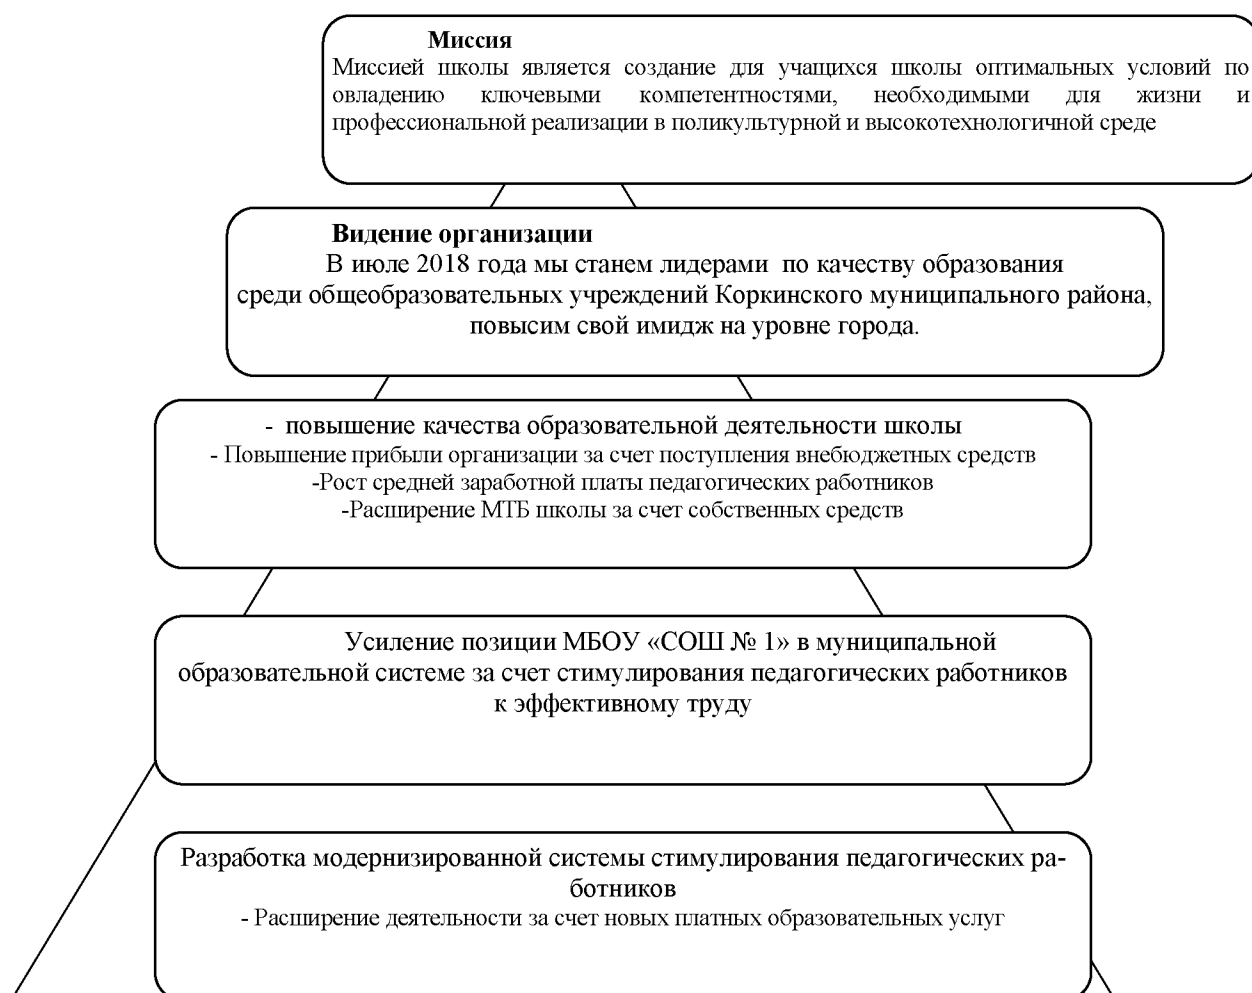 Миссия
Миссией школы является создание для учащихся школы оптимальных условий по
овладению ключевыми компетентностями, необходимыми для жизни и
профессиональной реализации в поликультурной и высокотехнологичной среде
Видение организации
В июле 2018 года мы станем лидерами по качеству образования
среди общеобразовательных учреждений Коркинского муниципального района,
повысим свой имидж на уровне города.
- повышение качества образовательной деятельности школы
- Повышение прибыли организации за счет поступления внебюджетных средств
-Рост средней заработной платы педагогических работников
-Расширение МТБ школы за счет собственных средств
Усиление позиции МБОУ «СОШ № 1» в муниципальной
образовательной системе за счет стимулирования педагогических работников
к эффективному труду
Разработка модернизированной системы стимулирования педагогических ра-
ботников
- Расширение деятельности за счет новых платных образовательных услуг